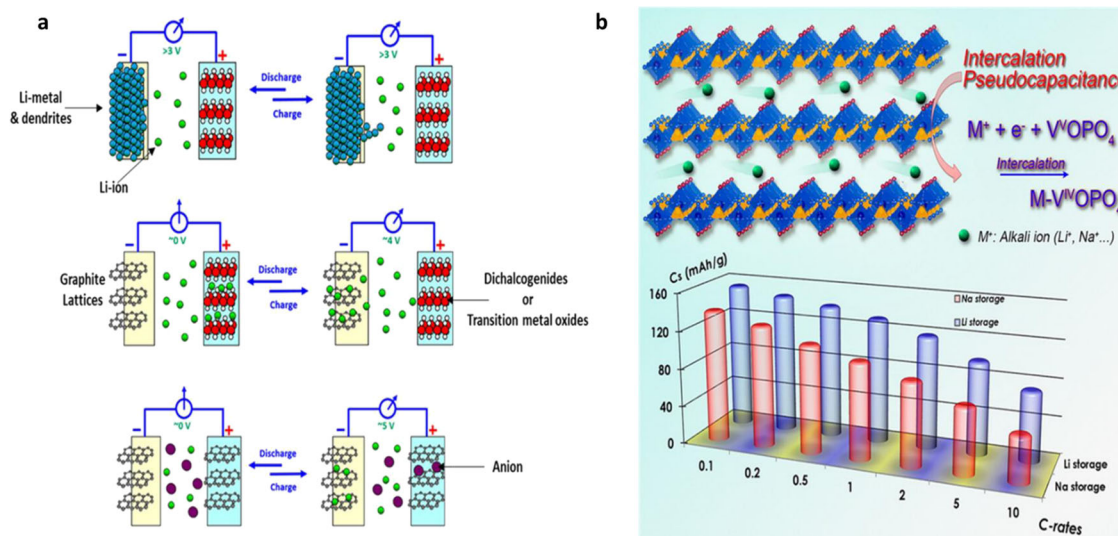 a
− +
>3 V
− +
>3 V
Li-metal
& dendrites
Discharge
Charge
Li-ion
− +
~0 V
− +
~4 V
Graphite
Lattices
Discharge
Charge
Dichalcogenides
or
Transition metal oxides
− +
~0 V
− +
~5 V
Discharge
Charge
Anion
b
Intercalation
Pseudocapacitance
M⁺ + e⁻ + VⱽOPO₄
Intercalation
M-VᴵⱽOPO₄
M⁺: Alkali ion (Li⁺, Na⁺...)
Cs (mAh/g)
160
120
80
40
0
Na storage
Li storage
Li storage
Na storage
0.1 0.2 0.5 1 2 5 10
C-rates